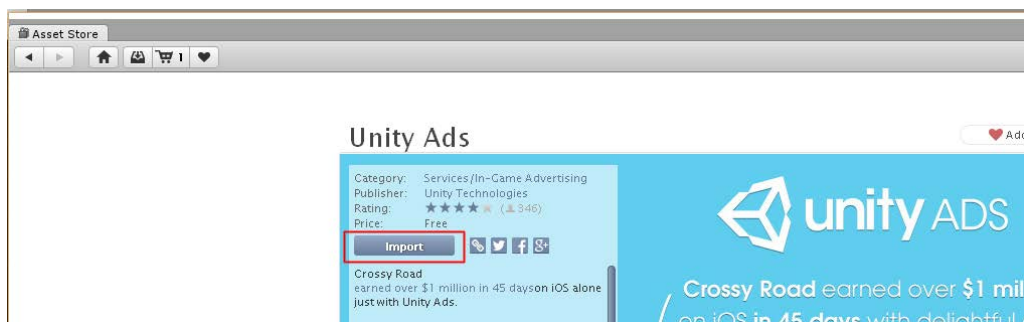 Asset Store
1
Unity Ads
Add
Category: Services/In-Game Advertising
Publisher: Unity Technologies
Rating: (346)
Price: Free
Import
Crossy Road
earned over $1 million in 45 dayson iOS alone
just with Unity Ads.
unity ADS
Crossy Road earned over $1 mil
on iOS in 45 days with delightful